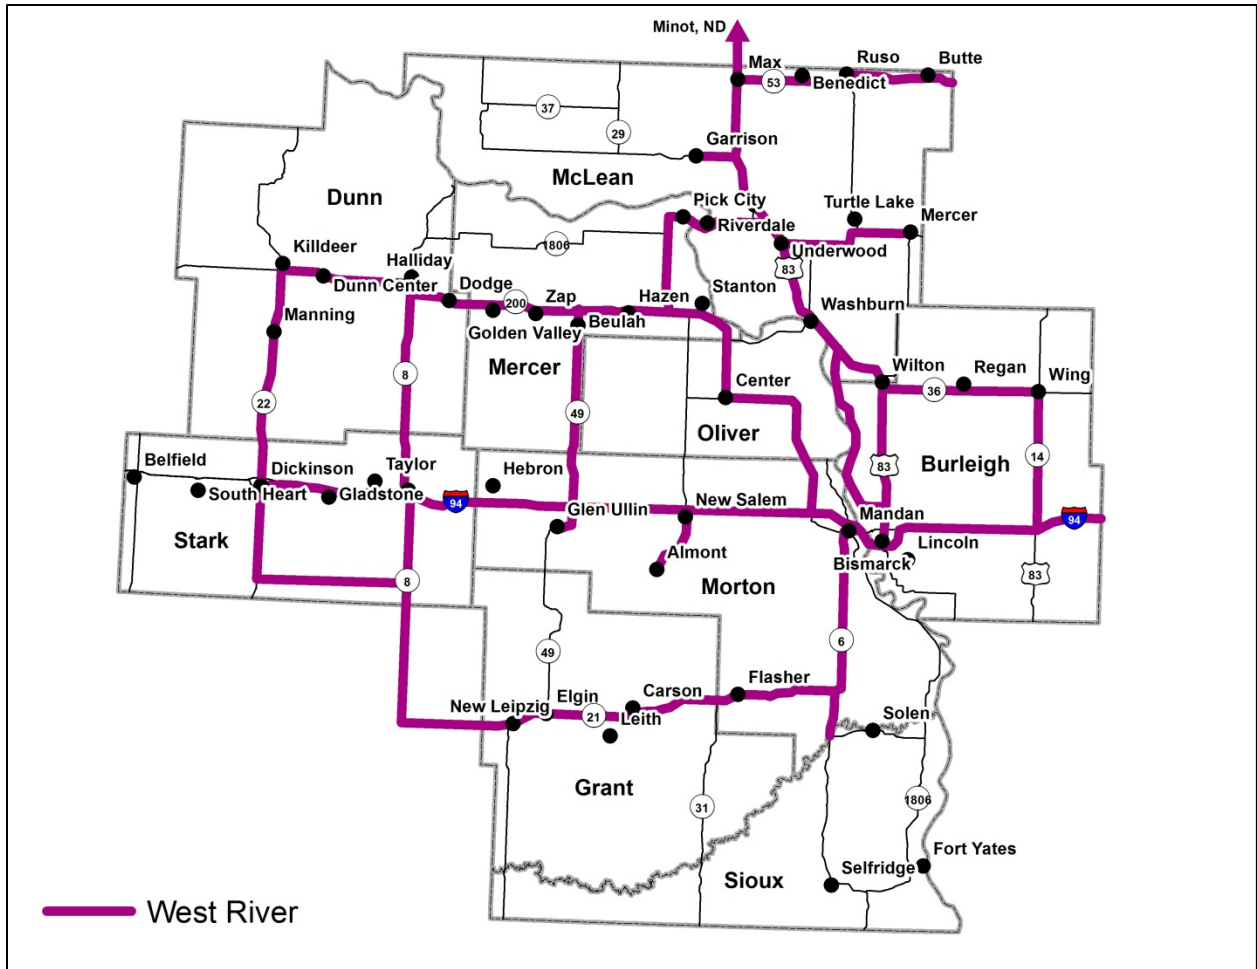 Minot, ND
Max
Ruso
Butte
53
Benedict
37
29
Garrison
McLean
Dunn
Pick City
Turtle Lake
Mercer
Riverdale
1806
Underwood
Killdeer
Halliday
83
Dunn Center
Dodge
Zap
Hazen
Stanton
200
Washburn
Manning
Golden Valley
Beulah
Mercer
8
Wilton
Regan
Wing
36
Center
22
49
Oliver
Belfield
Dickinson
Taylor
Hebron
83
Burleigh
14
South Heart
Gladstone
94
Glen Ullin
New Salem
Mandan
94
Stark
Almont
Lincoln
Bismarck
8
Morton
83
6
49
Flasher
New Leipzig
Elgin
Carson
21
Leith
Solen
Grant
31
1806
Fort Yates
Selfridge
Sioux
West River